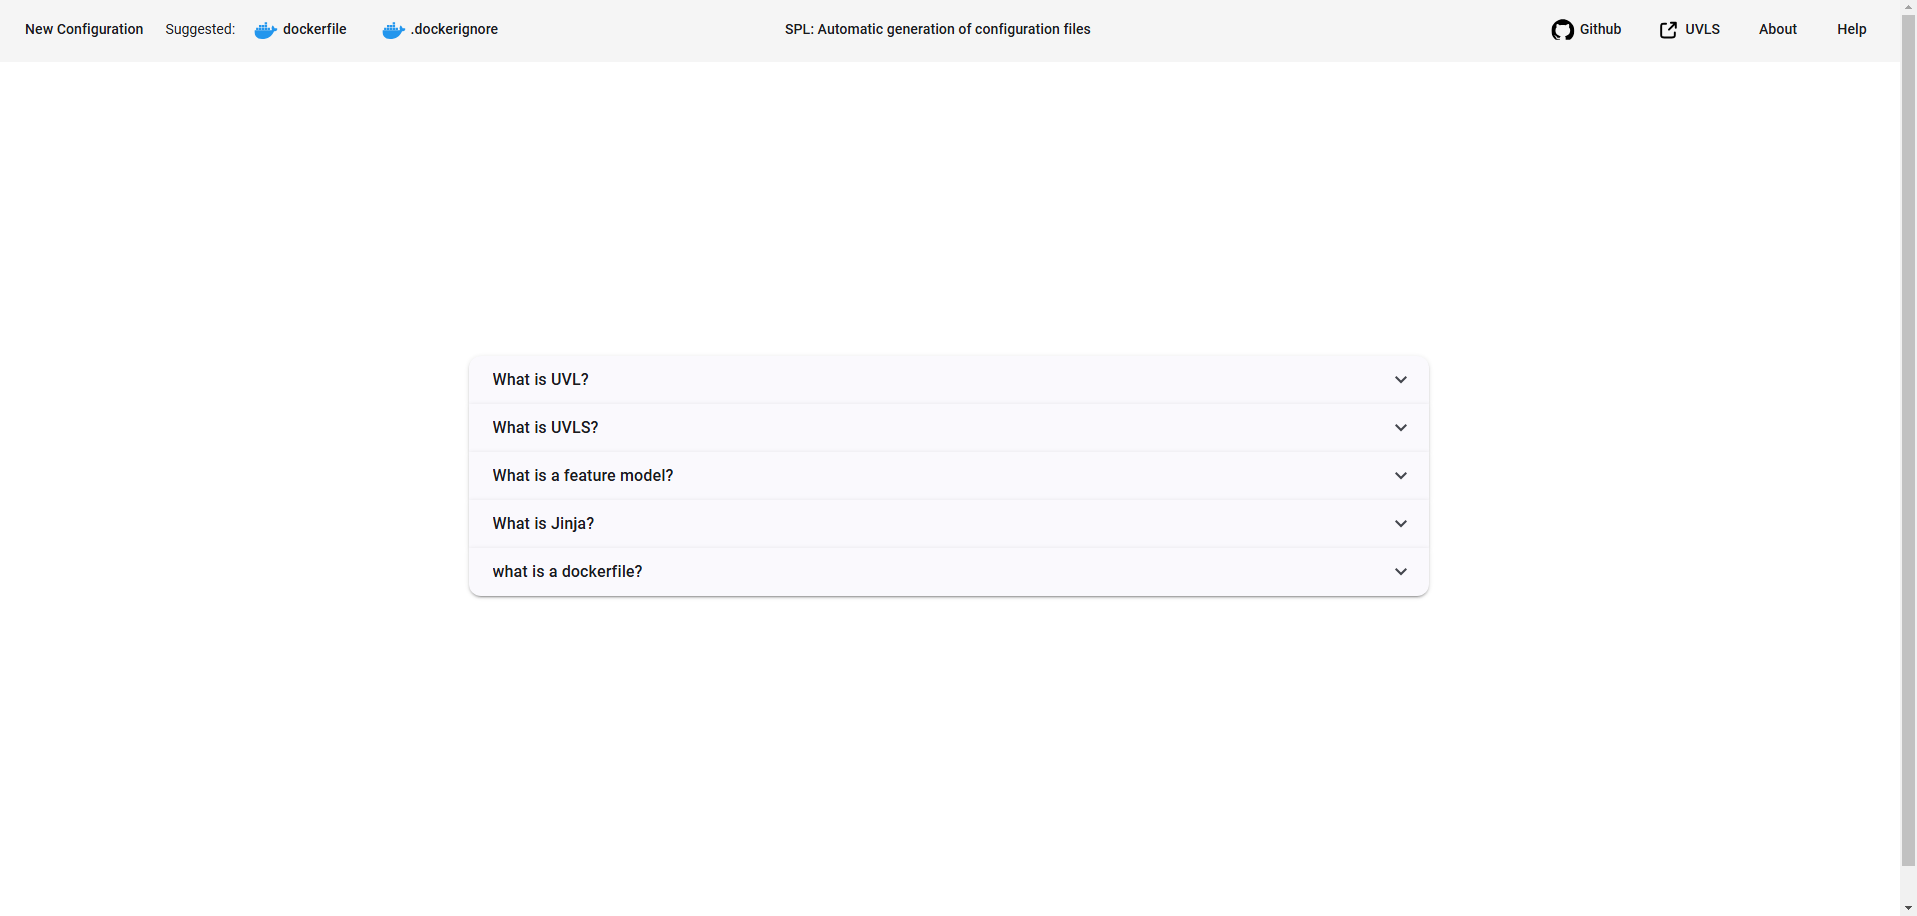 New Configuration Suggested: dockerfile .dockerignore SPL: Automatic generation of configuration files Github UVLS About Help
What is UVL?
What is UVLS?
What is a feature model?
What is Jinja?
what is a dockerfile?